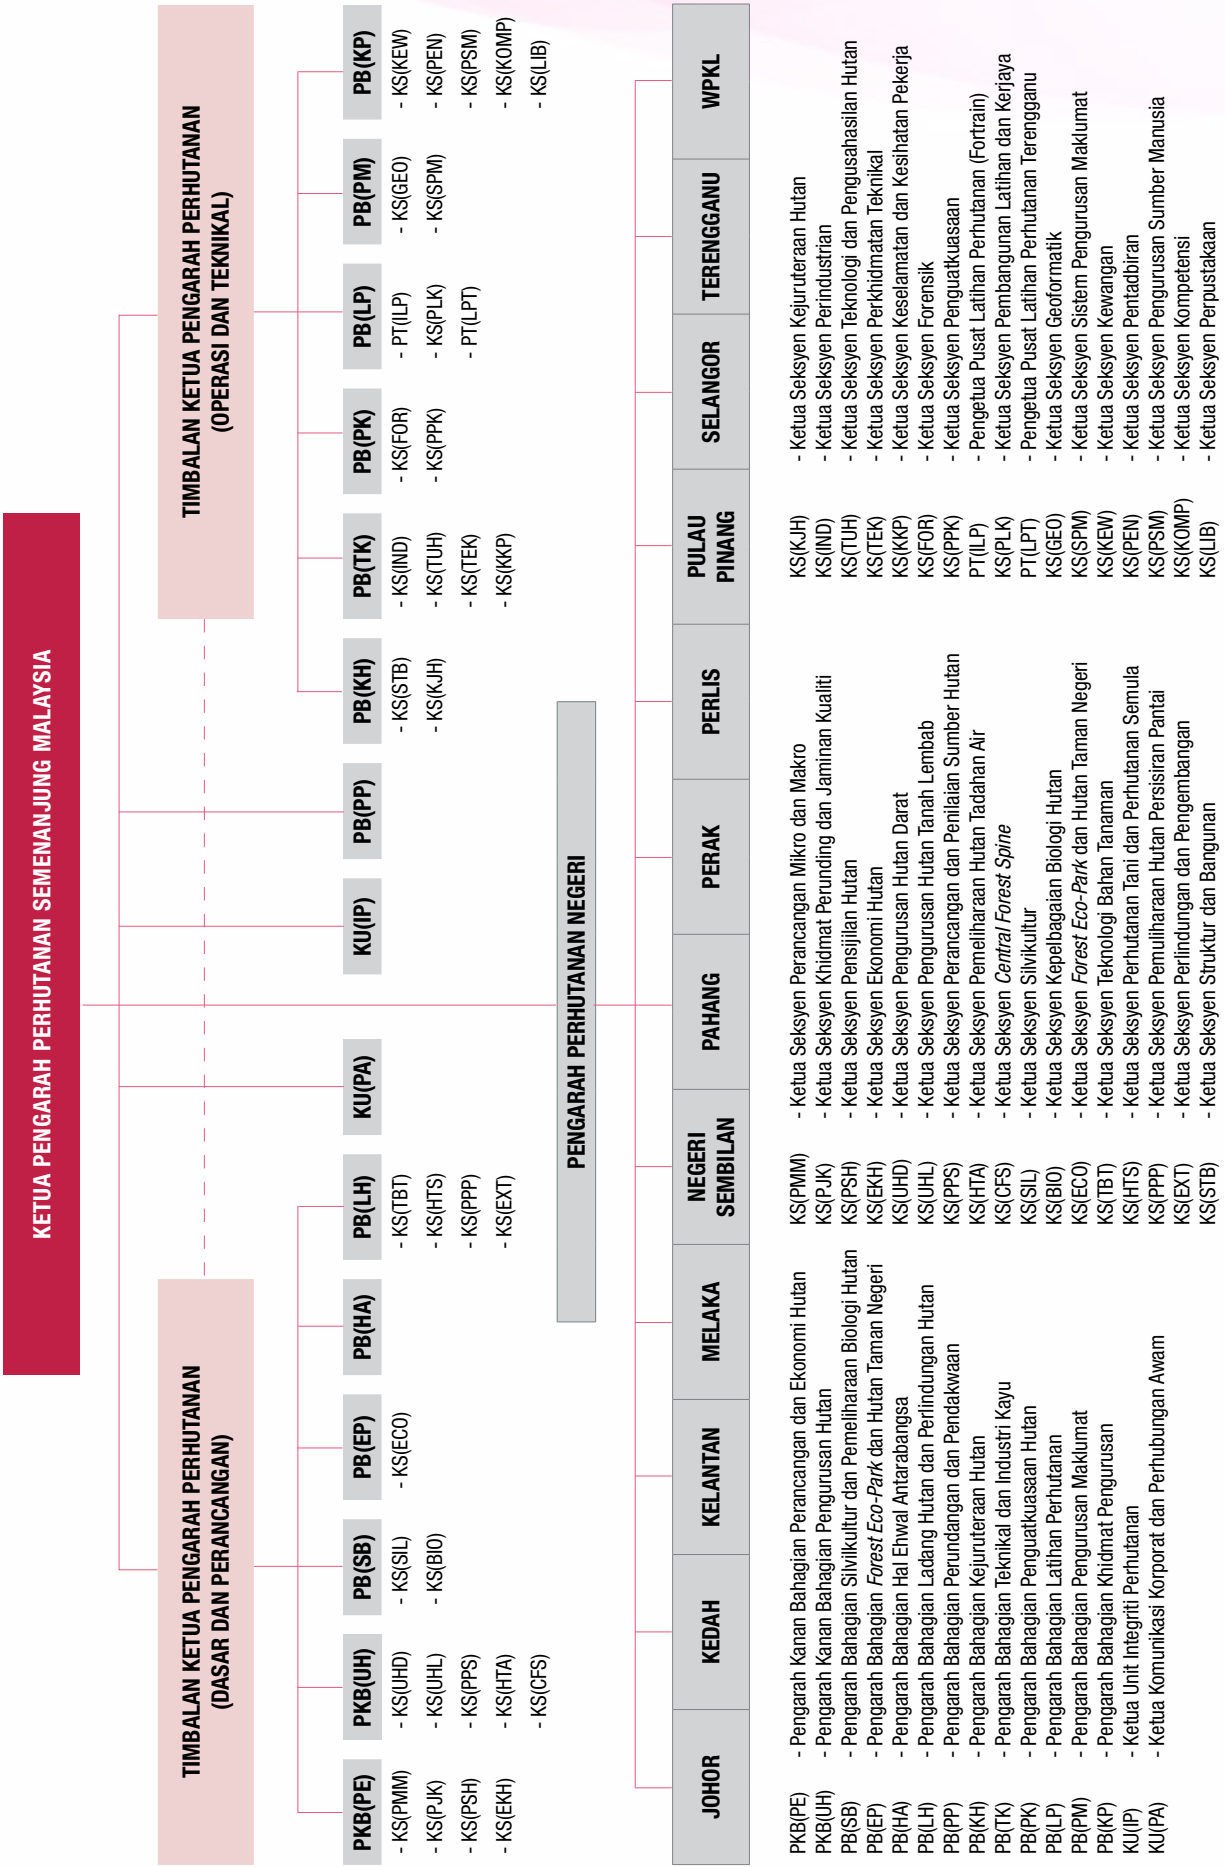 KETUA PENGARAH PERHUTANAN SEMENANJUNG MALAYSIA
TIMBALAN KETUA PENGARAH PERHUTANAN
(DASAR DAN PERANCANGAN)
TIMBALAN KETUA PENGARAH PERHUTANAN
(OPERASI DAN TEKNIKAL)
PKB(PE)
- KS(PMM)
- KS(PJK)
- KS(PSH)
- KS(EKH)
PKB(UH)
- KS(UHD)
- KS(UHL)
- KS(PPS)
- KS(HTA)
- KS(CFS)
PB(SB)
- KS(SIL)
- KS(BIO)
PB(EP)
- KS(ECO)
PB(HA)
PB(LH)
- KS(TBT)
- KS(HTS)
- KS(PPP)
- KS(EXT)
KU(PA)
KU(IP)
PB(PP)
PB(KH)
- KS(STB)
- KS(KJH)
PB(TK)
- KS(IND)
- KS(TUH)
- KS(TEK)
- KS(KKP)
PB(PK)
- KS(FOR)
- KS(PPK)
PB(LP)
- PT(ILP)
- KS(PLK)
- PT(LPT)
PB(PM)
- KS(GEO)
- KS(SPM)
PB(KP)
- KS(KEW)
- KS(PEN)
- KS(PSM)
- KS(KOMP)
- KS(LIB)
PENGARAH PERHUTANAN NEGERI
JOHOR
KEDAH
KELANTAN
MELAKA
NEGERI
SEMBILAN
PAHANG
PERAK
PERLIS
PULAU
PINANG
SELANGOR
TERENGGANU
WPKL
PKB(PE) - Pengarah Kanan Bahagian Perancangan dan Ekonomi Hutan
PKB(UH) - Pengarah Kanan Bahagian Pengurusan Hutan
PB(SB) - Pengarah Bahagian Silvilkultur dan Pemeliharaan Biologi Hutan
PB(EP) - Pengarah Bahagian Forest Eco-Park dan Hutan Taman Negeri
PB(HA) - Pengarah Bahagian Hal Ehwal Antarabangsa
PB(LH) - Pengarah Bahagian Ladang Hutan dan Perlindungan Hutan
PB(PP) - Pengarah Bahagian Perundangan dan Pendakwaan
PB(KH) - Pengarah Bahagian Kejuruteraan Hutan
PB(TK) - Pengarah Bahagian Teknikal dan Industri Kayu
PB(PK) - Pengarah Bahagian Penguatkuasaan Hutan
PB(LP) - Pengarah Bahagian Latihan Perhutanan
PB(PM) - Pengarah Bahagian Pengurusan Maklumat
PB(KP) - Pengarah Bahagian Khidmat Pengurusan
KU(IP) - Ketua Unit Integriti Perhutanan
KU(PA) - Ketua Komunikasi Korporat dan Perhubungan Awam
KS(PMM) - Ketua Seksyen Perancangan Mikro dan Makro
KS(PJK) - Ketua Seksyen Khidmat Perunding dan Jaminan Kualiti
KS(PSH) - Ketua Seksyen Pensijilan Hutan
KS(EKH) - Ketua Seksyen Ekonomi Hutan
KS(UHD) - Ketua Seksyen Pengurusan Hutan Darat
KS(UHL) - Ketua Seksyen Pengurusan Hutan Tanah Lembab
KS(PPS) - Ketua Seksyen Perancangan dan Penilaian Sumber Hutan
KS(HTA) - Ketua Seksyen Pemeliharaan Hutan Tadahan Air
KS(CFS) - Ketua Seksyen Central Forest Spine
KS(SIL) - Ketua Seksyen Silvikultur
KS(BIO) - Ketua Seksyen Kepelbagaian Biologi Hutan
KS(ECO) - Ketua Seksyen Forest Eco-Park dan Hutan Taman Negeri
KS(TBT) - Ketua Seksyen Teknologi Bahan Tanaman
KS(HTS) - Ketua Seksyen Perhutanan Tani dan Perhutanan Semula
KS(PPP) - Ketua Seksyen Pemuliharaan Hutan Persisiran Pantai
KS(EXT) - Ketua Seksyen Perlindungan dan Pengembangan
KS(STB) - Ketua Seksyen Struktur dan Bangunan
KS(KJH) - Ketua Seksyen Kejuruteraan Hutan
KS(IND) - Ketua Seksyen Perindustrian
KS(TUH) - Ketua Seksyen Teknologi dan Pengusahasilan Hutan
KS(TEK) - Ketua Seksyen Perkhidmatan Teknikal
KS(KKP) - Ketua Seksyen Keselamatan dan Kesihatan Pekerja
KS(FOR) - Ketua Seksyen Forensik
KS(PPK) - Ketua Seksyen Penguatkuasaan
PT(ILP) - Pengetua Pusat Latihan Perhutanan (Fortrain)
KS(PLK) - Ketua Seksyen Pembangunan Latihan dan Kerjaya
PT(LPT) - Pengetua Pusat Latihan Perhutanan Terengganu
KS(GEO) - Ketua Seksyen Geoformatik
KS(SPM) - Ketua Seksyen Sistem Pengurusan Maklumat
KS(KEW) - Ketua Seksyen Kewangan
KS(PEN) - Ketua Seksyen Pentadbiran
KS(PSM) - Ketua Seksyen Pengurusan Sumber Manusia
KS(KOMP) - Ketua Seksyen Kompetensi
KS(LIB) - Ketua Seksyen Perpustakaan